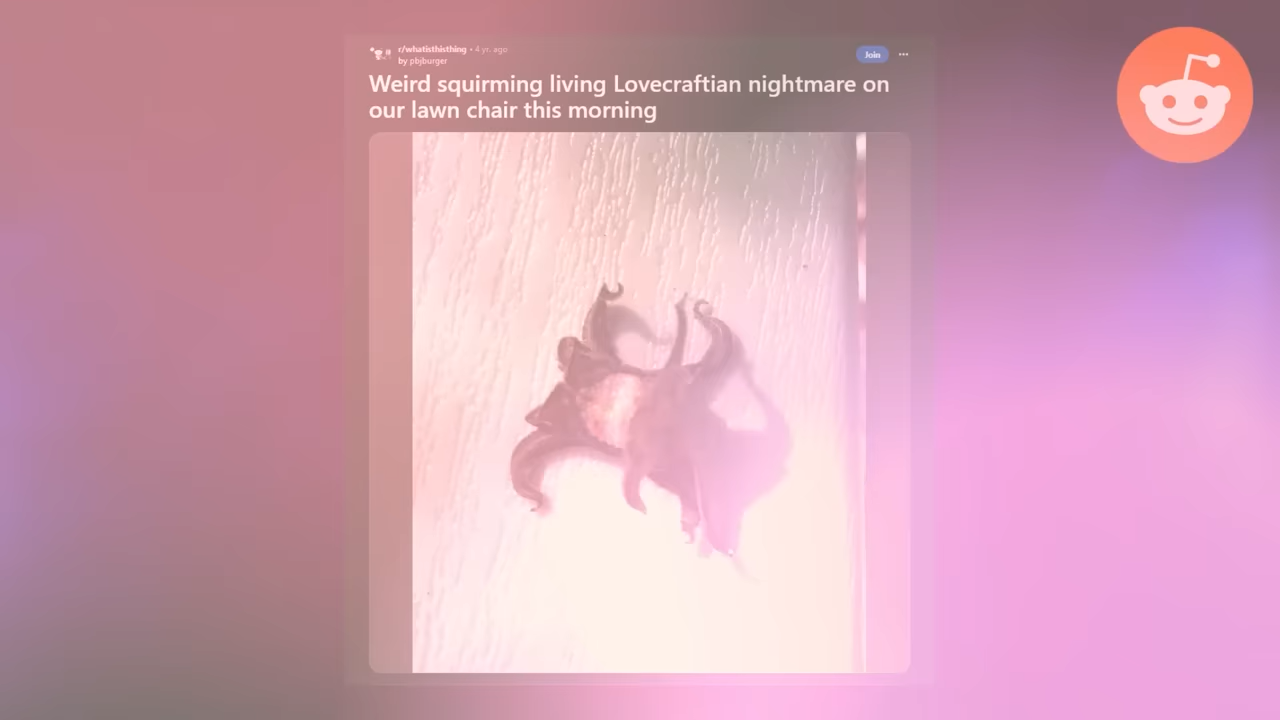 r/whatisthisthing • 4 yr. ago
by pbjburger
Join
Weird squirming living Lovecraftian nightmare on
our lawn chair this morning